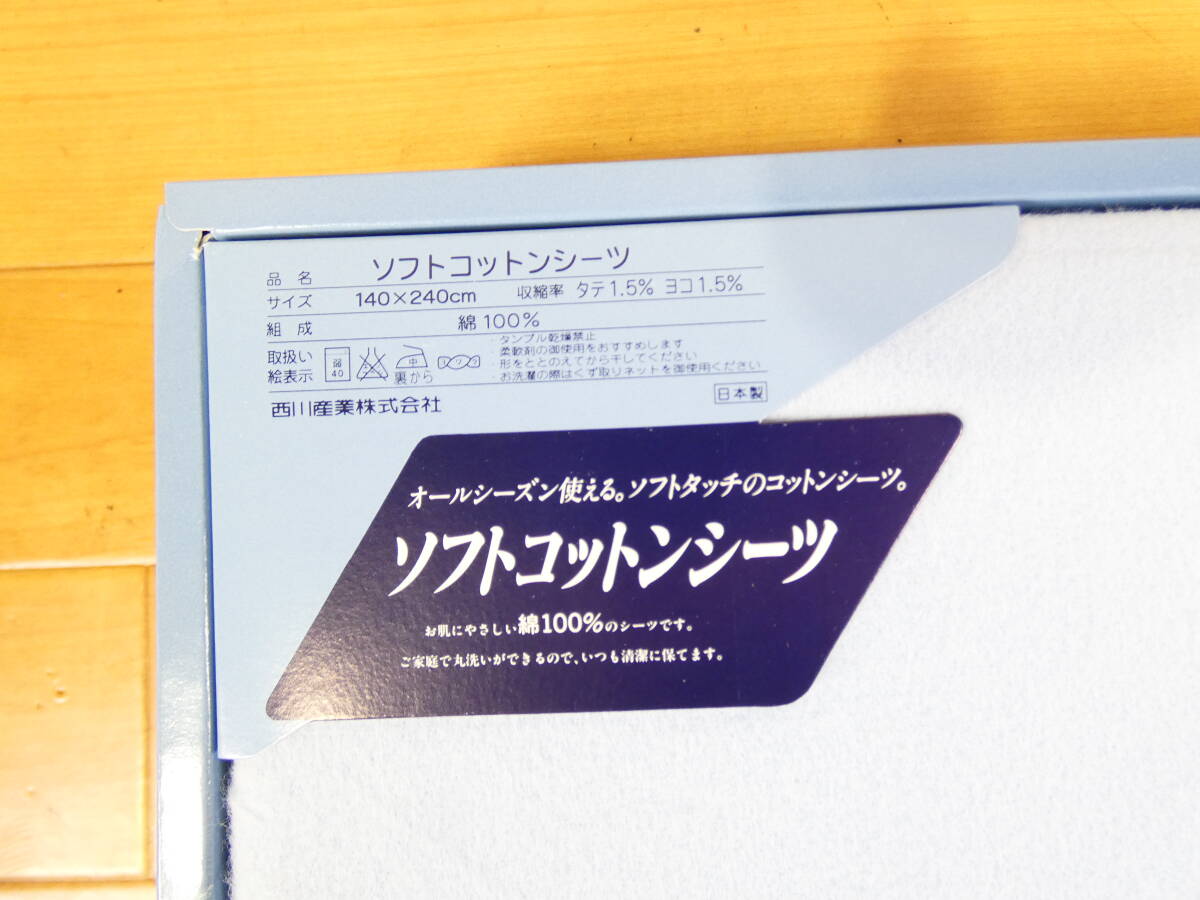 品名 ソフトコットンシーツ
サイズ 140×240cm 収縮率 タテ1.5% ヨコ1.5%
組成 綿100%
取扱い
絵表示
弱
40
中
裏から
・タンブル乾燥禁止
・柔軟剤の御使用をおすすめします
・形をととのえてから干してください
・お洗濯の際はくず取りネットを御使用ください
西川産業株式会社 日本製
オールシーズン使える。ソフトタッチのコットンシーツ。
ソフトコットンシーツ
お肌にやさしい綿100%のシーツです。
ご家庭で丸洗いができるので、いつも清潔に保てます。